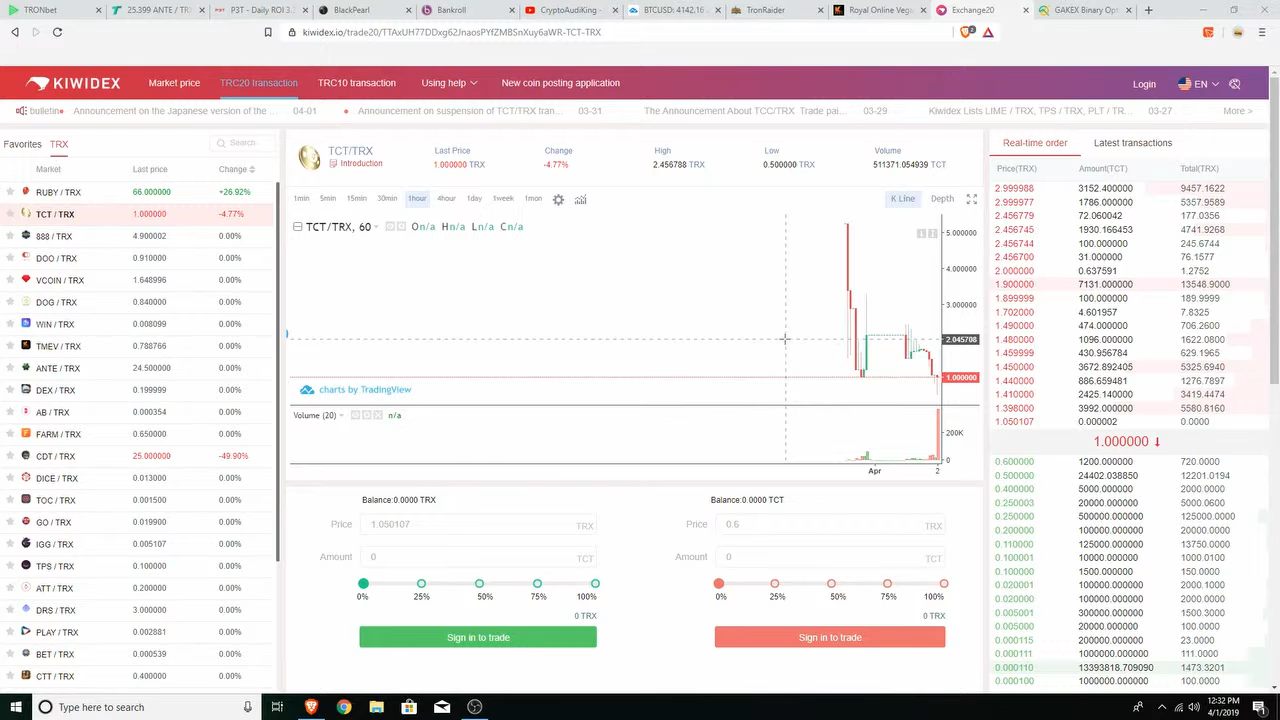 TRONbet
25.399 ANTE / TR
P3T - Daily ROI 3.
BlackPearl
Bankroll
CryptoAudiKing -
BTCUSD: 4142.16
TronRaider
Royal Online Vega
Exchange20
GAKEX Binary Opt
kiwidex.io/trade20/TTAxUH77DDxg62JnaosPYfZMBSnXuy6aWR-TCT-TRX
KIWIDEX
Market price
TRC20 transaction
TRC10 transaction
Using help
New coin posting application
Login
EN
bulletin
Announcement on the Japanese version of the ...
04-01
Announcement on suspension of TCT/TRX tran...
03-31
The Announcement About TCC/TRX Trade pai...
03-29
Kiwidex Lists LIME / TRX, TPS / TRX, PLT / TR...
03-27
More >
Favorites TRX
Search
Market Last price Change
RUBY / TRX 66.000000 +26.92%
TCT / TRX 1.000000 -4.77%
888 / TRX 4.900002 0.00%
DOO / TRX 0.910000 0.00%
VCOIN / TRX 1.648996 0.00%
DOG / TRX 0.840000 0.00%
WIN / TRX 0.008099 0.00%
TMEV / TRX 0.788766 0.00%
ANTE / TRX 24.500000 0.00%
DEX / TRX 0.199999 0.00%
AB / TRX 0.000354 0.00%
FARM / TRX 0.650000 0.00%
CDT / TRX 25.000000 -49.90%
DICE / TRX 0.013000 0.00%
TOC / TRX 0.001500 0.00%
GO / TRX 0.019900 0.00%
IGG / TRX 0.005107 0.00%
TPS / TRX 0.100000 0.00%
ATT / TRX 0.200000 0.00%
DRS / TRX 3.000000 0.00%
PLAY / TRX 0.002881 0.00%
BET / TRX 0.000539 0.00%
CTT / TRX 0.400000 0.00%
TCT/TRX
Introduction
Last Price
1.000000 TRX
Change
-4.77%
High
2.456788 TRX
Low
0.500000 TRX
Volume
511371.054939 TCT
1min 5min 15min 30min 1hour 4hour 1day 1week 1mon
K Line Depth
TCT/TRX, 60 On/a Hn/a Ln/a Cn/a
5.000000
4.000000
3.000000
2.045708
1.000000
charts by TradingView
Volume (20) n/a
200K
0
Apr 2
Balance:0.0000 TRX
Price 1.050107 TRX
Amount 0 TCT
0% 25% 50% 75% 100%
0 TRX
Sign in to trade
Balance:0.0000 TCT
Price 0.6 TRX
Amount 0 TCT
0% 25% 50% 75% 100%
0 TRX
Sign in to trade
Real-time order Latest transactions
Price(TRX) Amount(TCT) Total(TRX)
2.999988 3152.400000 9457.1622
2.999977 1786.000000 5357.9589
2.456779 72.060042 177.0356
2.456745 1930.166453 4741.9268
2.456744 100.000000 245.6744
2.456700 31.000000 76.1577
2.000000 0.637591 1.2752
1.900000 7131.000000 13548.9000
1.899999 100.000000 189.9999
1.702000 4.601957 7.8325
1.490000 474.000000 706.2600
1.480000 1096.000000 1622.0800
1.459999 430.956784 629.1965
1.450000 3672.892405 5325.6940
1.440000 886.659481 1276.7897
1.410000 2425.140000 3419.4474
1.398000 3992.000000 5580.8160
1.050107 0.000002 0.0000
1.000000
0.600000 1200.000000 720.0000
0.500000 24402.038850 12201.0194
0.400000 5000.000000 2000.0000
0.250003 20000.000000 5000.0600
0.250000 500000.000000 125000.0000
0.200000 100000.000000 20000.0000
0.110000 125000.000000 13750.0000
0.100001 10000.000000 1000.0100
0.100000 1500.000000 150.0000
0.020001 100000.000000 2000.1000
0.020000 100000.000000 2000.0000
0.005001 300000.000000 1500.3000
0.005000 20000.000000 100.0000
0.000115 200000.000000 23.0000
0.000111 1000000.000000 111.0000
0.000110 13393818.709090 1473.3201
0.000100 1000000.000000 100.0000
Type here to search
12:32 PM
4/1/2019